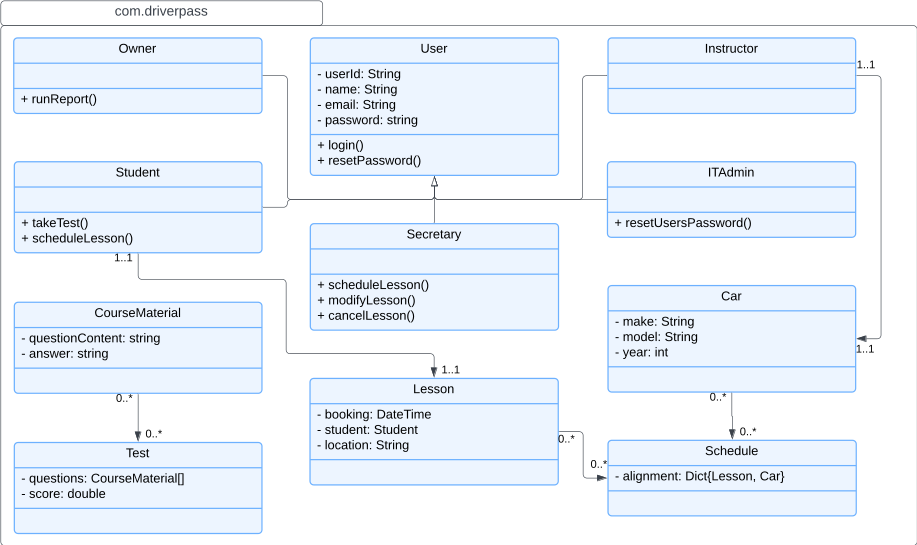 com.driverpass
Owner
+ runReport()
User
- userId: String
- name: String
- email: String
- password: string
+ login()
+ resetPassword()
Instructor
1..1
Student
+ takeTest()
+ scheduleLesson()
1..1
ITAdmin
+ resetUsersPassword()
Secretary
+ scheduleLesson()
+ modifyLesson()
+ cancelLesson()
Car
- make: String
- model: String
- year: int
1..1
0..*
CourseMaterial
- questionContent: string
- answer: string
0..*
0..*
1..1
Lesson
- booking: DateTime
- student: Student
- location: String
0..*
0..*
0..*
Test
- questions: CourseMaterial[]
- score: double
Schedule
- alignment: Dict{Lesson, Car}